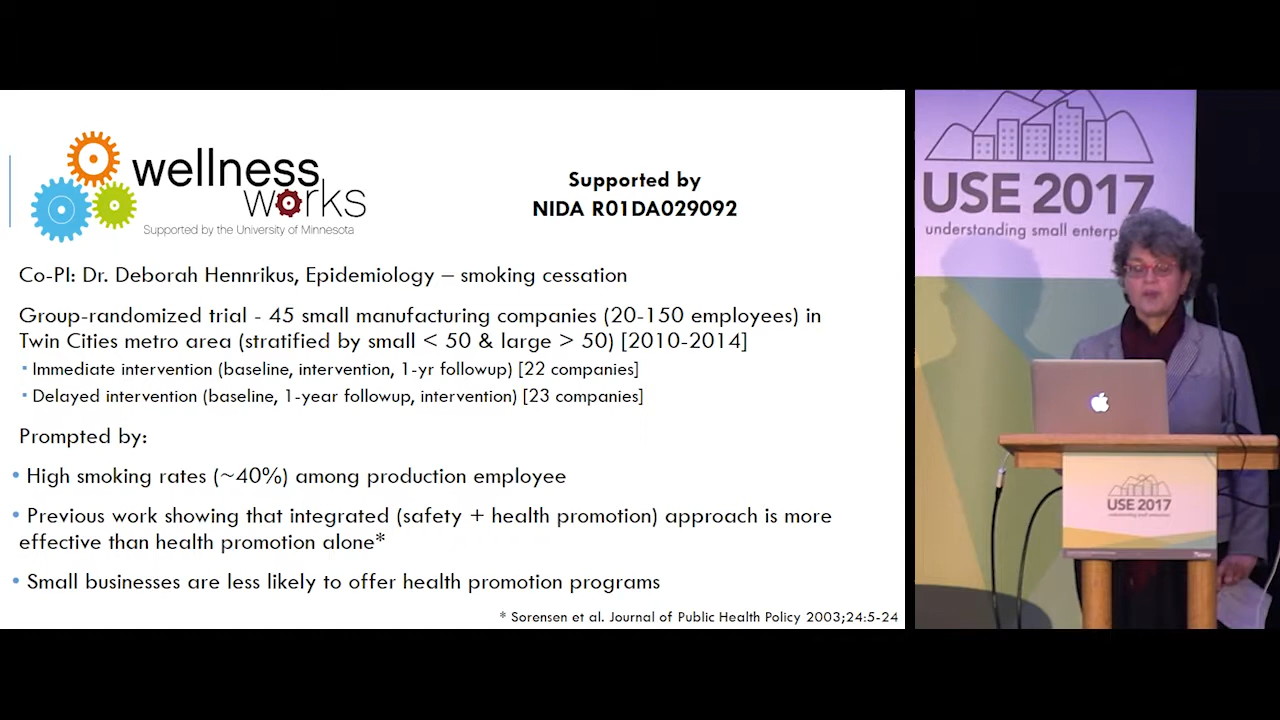 wellness
works
Supported by the University of Minnesota
Supported by
NIDA R01DA029092
Co-PI: Dr. Deborah Hennrikus, Epidemiology – smoking cessation
Group-randomized trial - 45 small manufacturing companies (20-150 employees) in
Twin Cities metro area (stratified by small < 50 & large > 50) [2010-2014]
▪ Immediate intervention (baseline, intervention, 1-yr followup) [22 companies]
▪ Delayed intervention (baseline, 1-year followup, intervention) [23 companies]
Prompted by:
• High smoking rates (~40%) among production employee
• Previous work showing that integrated (safety + health promotion) approach is more
effective than health promotion alone*
• Small businesses are less likely to offer health promotion programs
* Sorensen et al. Journal of Public Health Policy 2003;24:5-24
USE 2017
understanding small enterp
USE 2017
understanding small enterprises